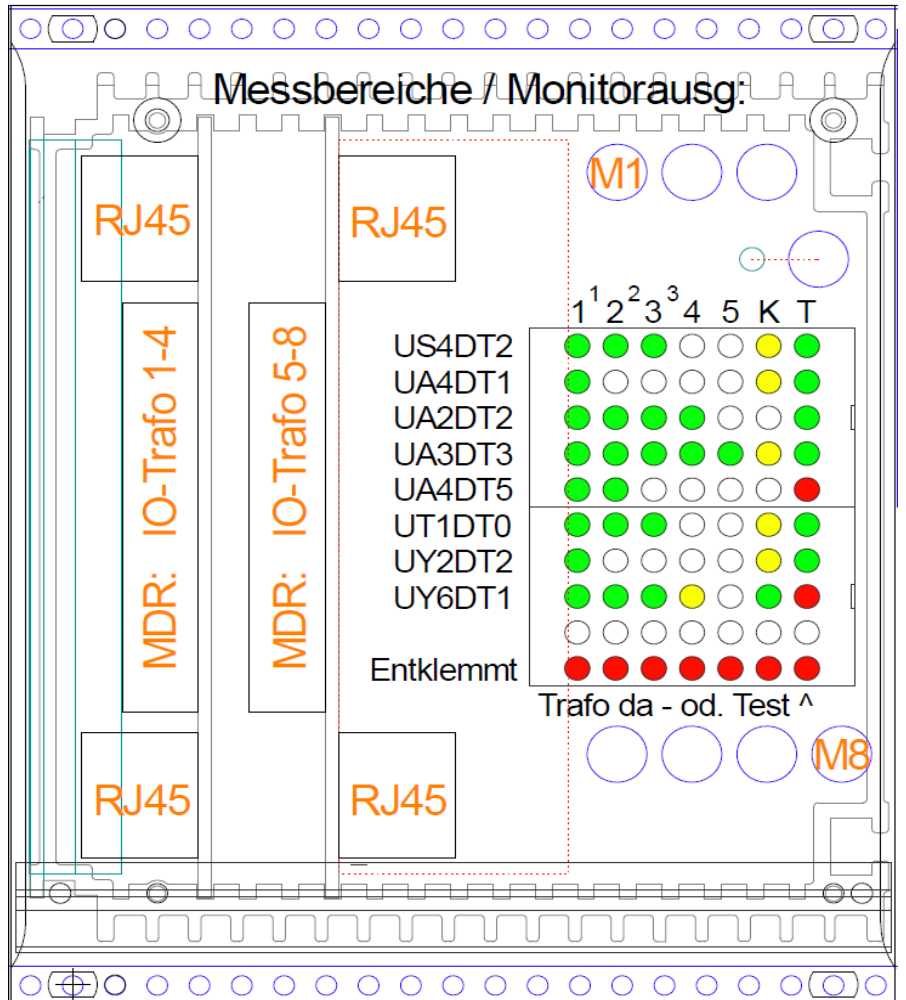 Messbereiche / Monitorausg:
M1
RJ45
RJ45
1 1 2 2 3 3 4 5 K T
US4DT2
UA4DT1
UA2DT2
UA3DT3
UA4DT5
UT1DT0
UY2DT2
UY6DT1
MDR: IO-Trafo 1-4
MDR: IO-Trafo 5-8
Entklemmt
Trafo da - od. Test ^
M8
RJ45
RJ45